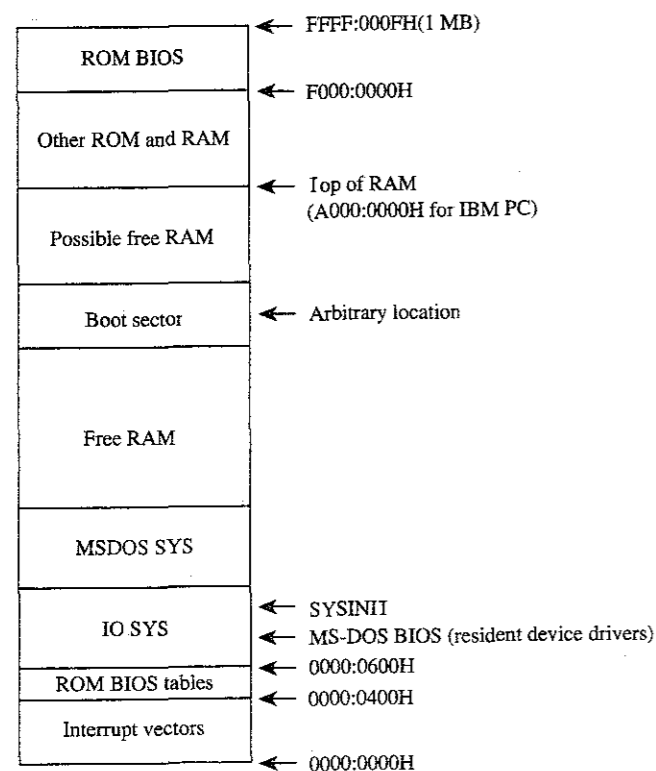 FFFF:000FH(1 MB)
ROM BIOS
F000:0000H
Other ROM and RAM
Top of RAM
(A000:0000H for IBM PC)
Possible free RAM
Boot sector
Arbitrary location
Free RAM
MSDOS SYS
SYSINIT
IO SYS
MS-DOS BIOS (resident device drivers)
0000:0600H
ROM BIOS tables
0000:0400H
Interrupt vectors
0000:0000H